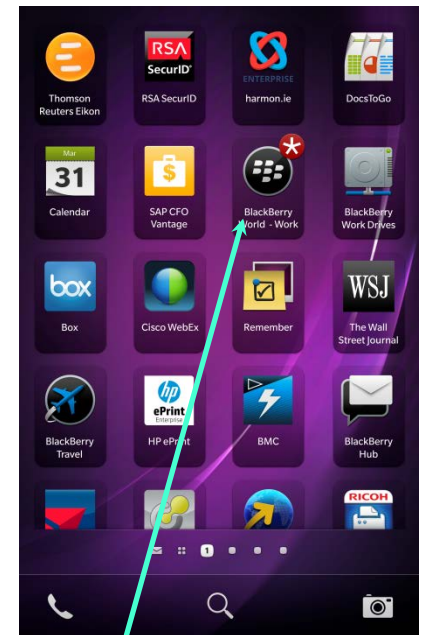 RSA
SecurID®
ENTERPRISE
Thomson
Reuters Eikon
RSA SecurID
harmon.ie
DocsToGo
Mar
31
$
Calendar
SAP CFO
Vantage
BlackBerry
World - Work
BlackBerry
Work Drives
box
WSJ
Box
Cisco WebEx
Remember
The Wall
Street Journal
hp
ePrint
Enterprise
BlackBerry
Travel
HP ePrint
BMC
BlackBerry
Hub
RICOH
1